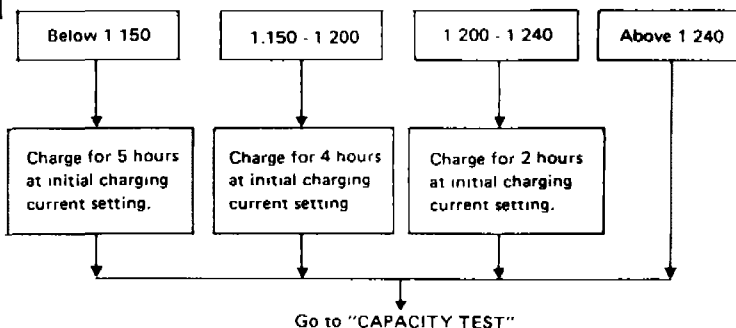 Below 1 150
1.150 - 1 200
1 200 - 1 240
Above 1 240
Charge for 5 hours
at initial charging
current setting.
Charge for 4 hours
at initial charging
current setting
Charge for 2 hours
at initial charging
current setting.
Go to "CAPACITY TEST"